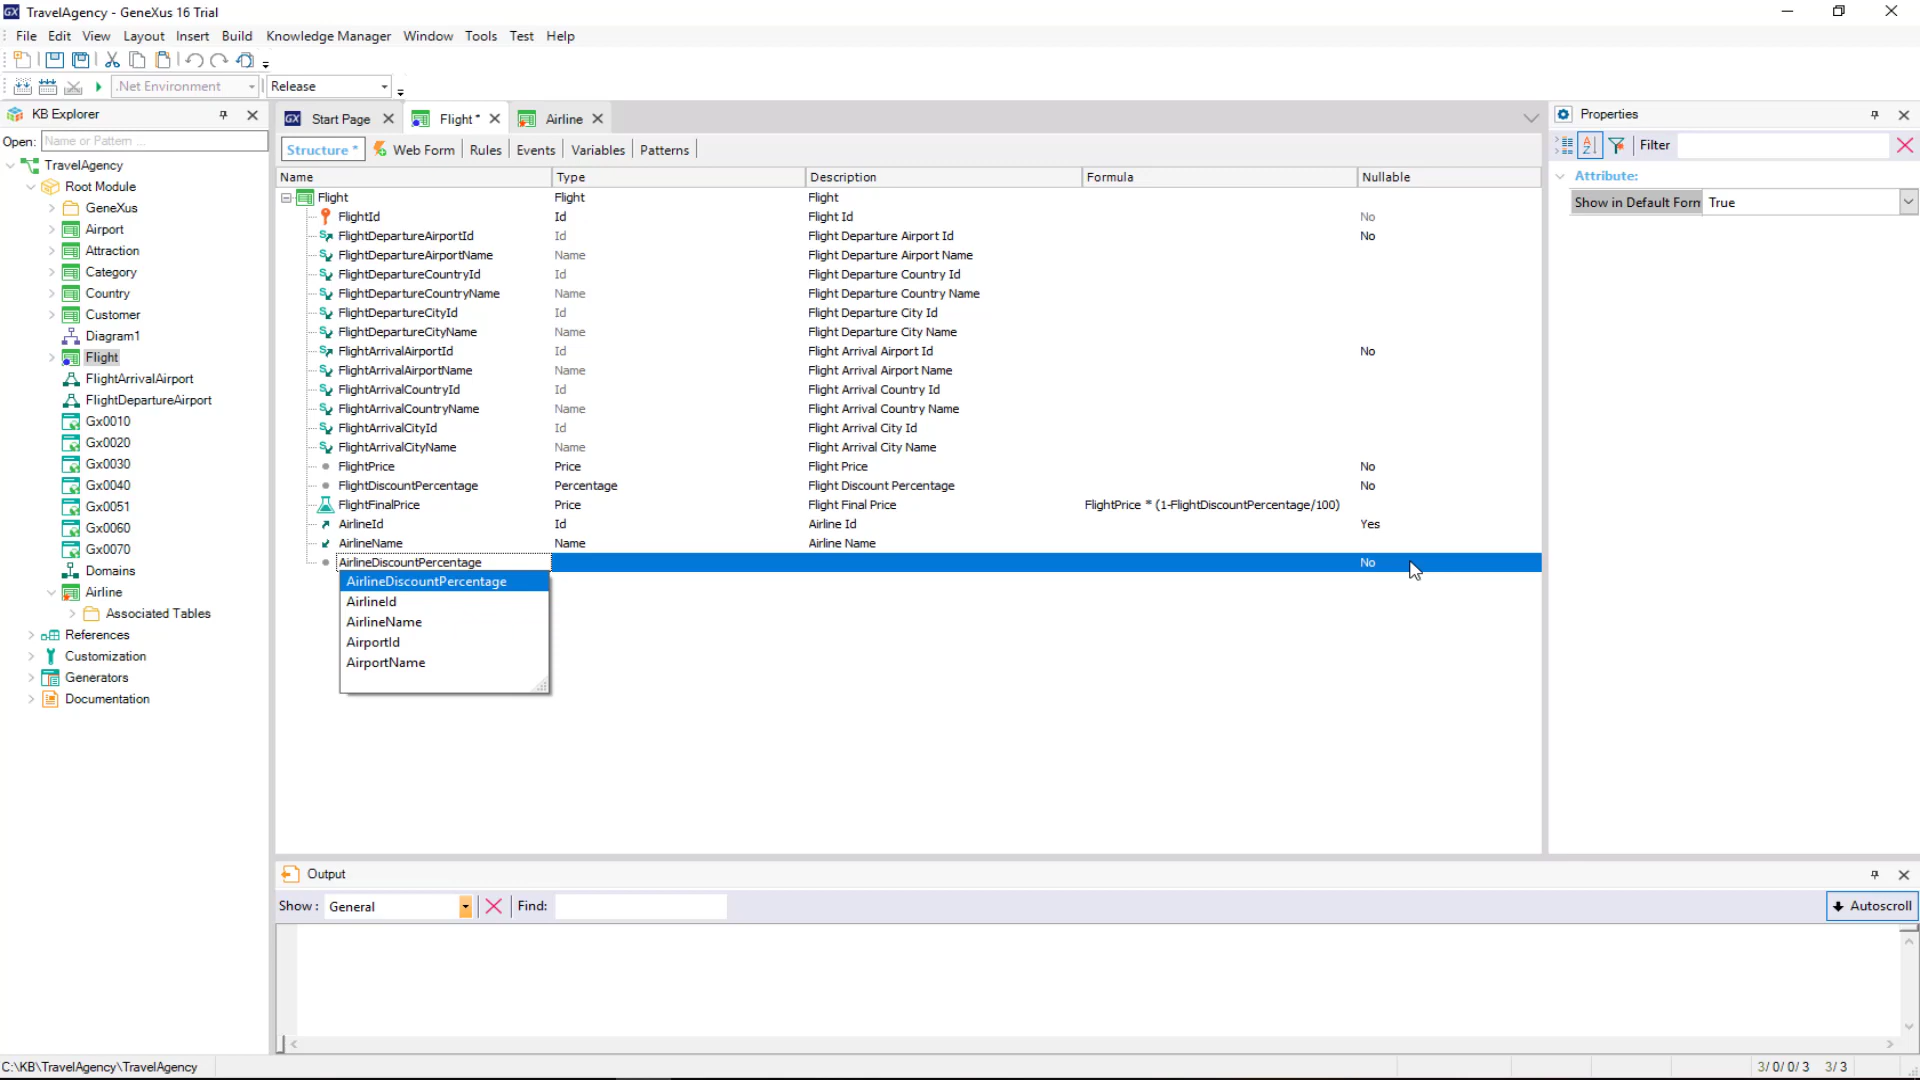 TravelAgency - GeneXus 16 Trial
File Edit View Layout Insert Build Knowledge Manager Window Tools Test Help
.Net Environment Release
KB Explorer
Open: Name or Pattern ...
TravelAgency
Root Module
GeneXus
Airport
Attraction
Category
Country
Customer
Diagram1
Flight
FlightArrivalAirport
FlightDepartureAirport
Gx0010
Gx0020
Gx0030
Gx0040
Gx0051
Gx0060
Gx0070
Domains
Airline
Associated Tables
References
Customization
Generators
Documentation
Start Page Flight * Airline
Structure * Web Form Rules Events Variables Patterns
Name Type Description Formula Nullable
Flight Flight Flight
FlightId Id Flight Id No
FlightDepartureAirportId Id Flight Departure Airport Id No
FlightDepartureAirportName Name Flight Departure Airport Name
FlightDepartureCountryId Id Flight Departure Country Id
FlightDepartureCountryName Name Flight Departure Country Name
FlightDepartureCityId Id Flight Departure City Id
FlightDepartureCityName Name Flight Departure City Name
FlightArrivalAirportId Id Flight Arrival Airport Id No
FlightArrivalAirportName Name Flight Arrival Airport Name
FlightArrivalCountryId Id Flight Arrival Country Id
FlightArrivalCountryName Name Flight Arrival Country Name
FlightArrivalCityId Id Flight Arrival City Id
FlightArrivalCityName Name Flight Arrival City Name
FlightPrice Price Flight Price No
FlightDiscountPercentage Percentage Flight Discount Percentage No
FlightFinalPrice Price Flight Final Price FlightPrice * (1-FlightDiscountPercentage/100)
AirlineId Id Airline Id Yes
AirlineName Name Airline Name
AirlineDiscountPercentage No
AirlineDiscountPercentage
AirlineId
AirlineName
AirportId
AirportName
Properties
Filter
Attribute:
Show in Default Form True
Output
Show : General Find: Autoscroll
C:\KB\TravelAgency\TravelAgency 3/0/0/3 3/3